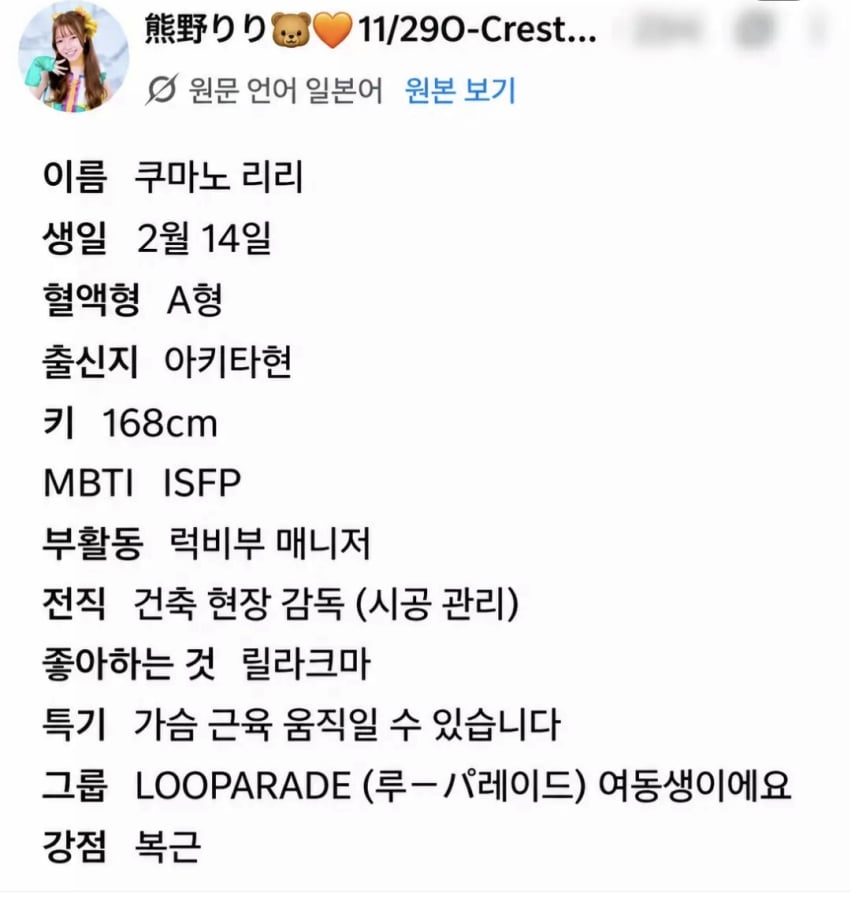 熊野りり🐻🧡11/29O-Crest...
원문 언어 일본어 원본 보기
이름 쿠마노 리리
생일 2월 14일
혈액형 A형
출신지 아키타현
키 168cm
MBTI ISFP
부활동 럭비부 매니저
전직 건축 현장 감독 (시공 관리)
좋아하는 것 릴라크마
특기 가슴 근육 움직일 수 있습니다
그룹 LOOPARADE (루ーパ레이드) 여동생이에요
강점 복근